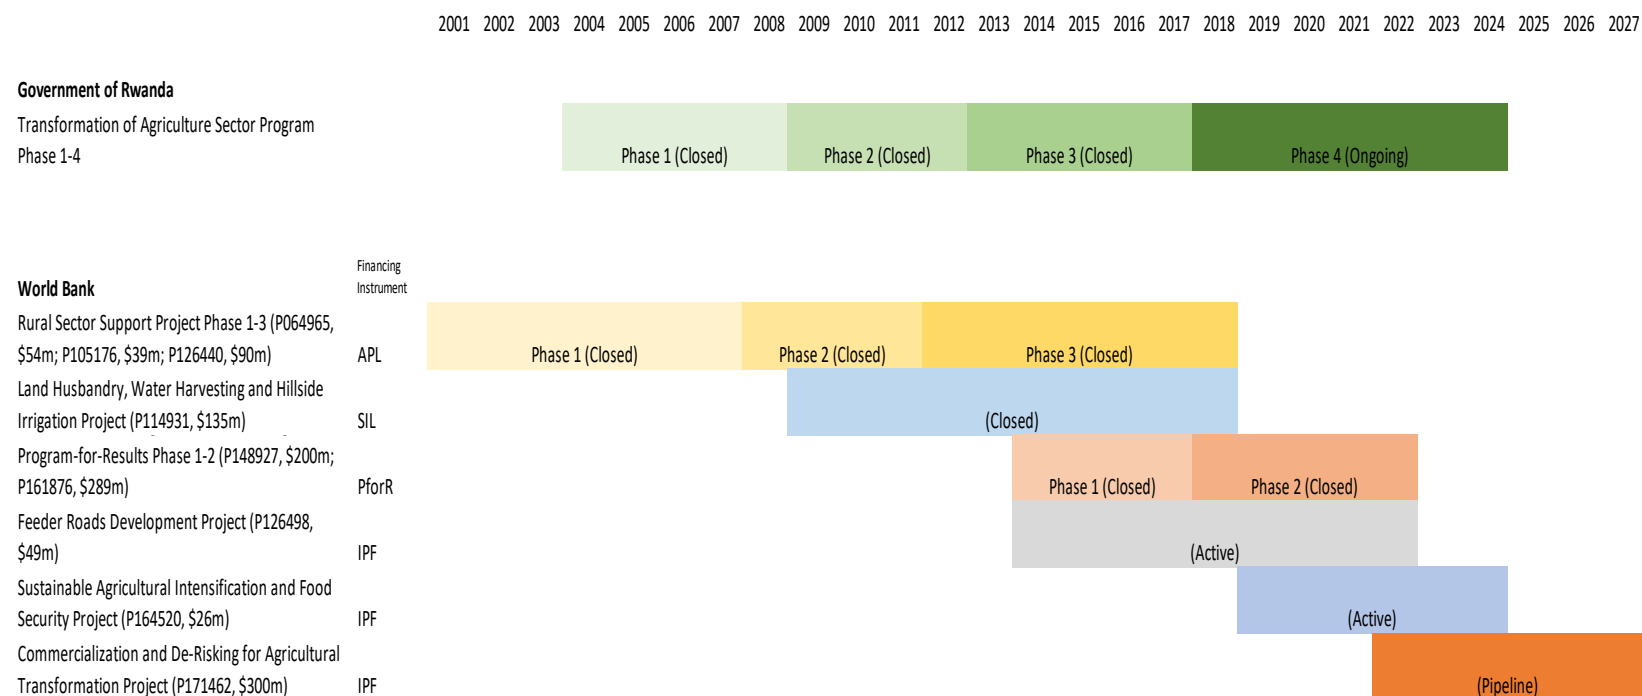 2001 2002 2003 2004 2005 2006 2007 2008 2009 2010 2011 2012 2013 2014 2015 2016 2017 2018 2019 2020 2021 2022 2023 2024 2025 2026 2027
Government of Rwanda
Transformation of Agriculture Sector Program
Phase 1-4
Phase 1 (Closed) Phase 2 (Closed) Phase 3 (Closed) Phase 4 (Ongoing)
Financing
Instrument
World Bank
Rural Sector Support Project Phase 1-3 (P064965,
$54m; P105176, $39m; P126440, $90m) APL Phase 1 (Closed) Phase 2 (Closed) Phase 3 (Closed)
Land Husbandry, Water Harvesting and Hillside
Irrigation Project (P114931, $135m) SIL (Closed)
Program-for-Results Phase 1-2 (P148927, $200m;
P161876, $289m) PforR Phase 1 (Closed) Phase 2 (Closed)
Feeder Roads Development Project (P126498,
$49m) IPF (Active)
Sustainable Agricultural Intensification and Food
Security Project (P164520, $26m) IPF (Active)
Commercialization and De-Risking for Agricultural
Transformation Project (P171462, $300m) IPF (Pipeline)